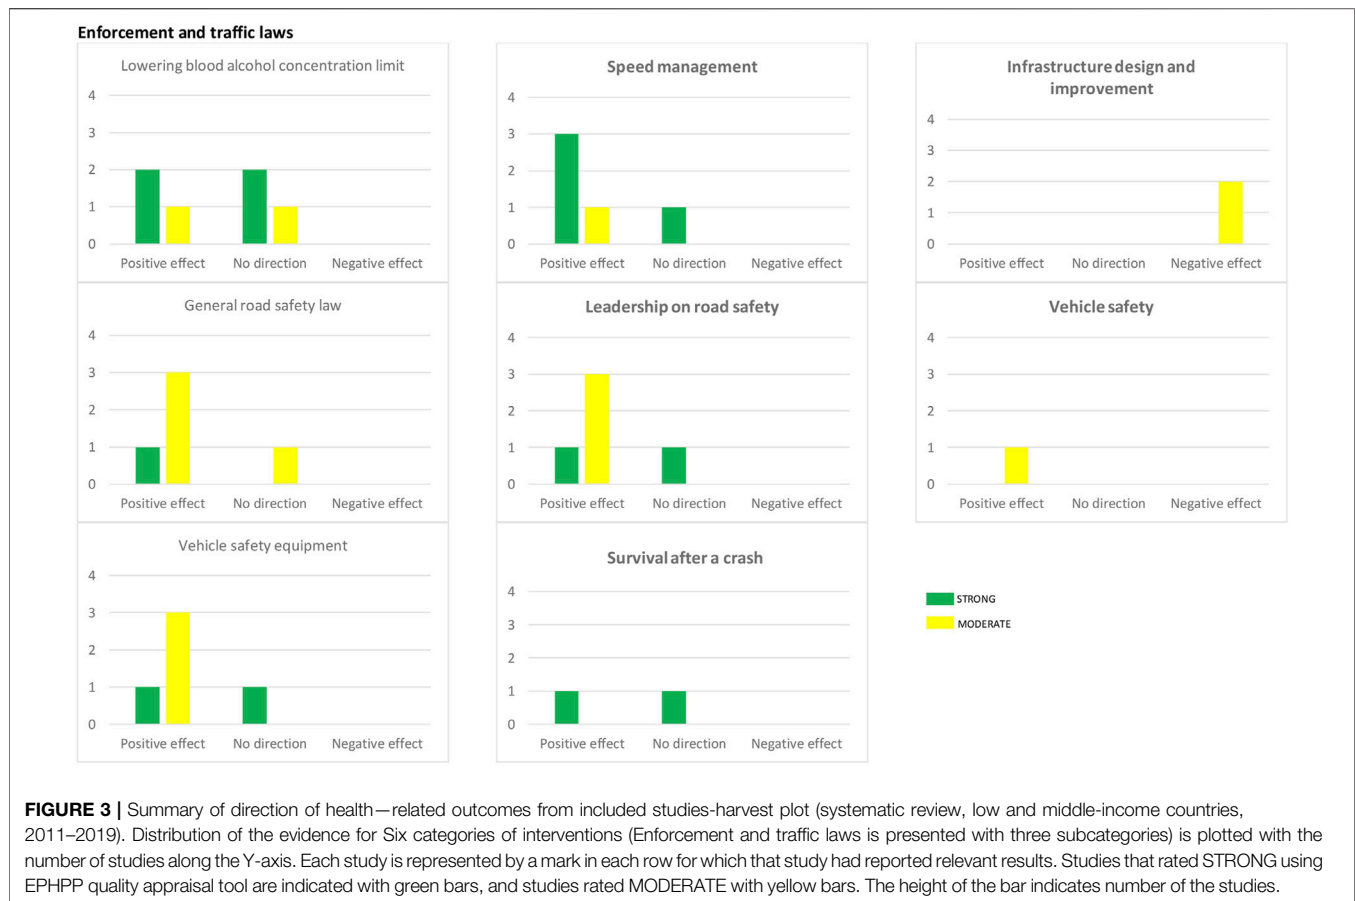 Enforcement and traffic laws
Lowering blood alcohol concentration limit
4
3
2
1
0
Positive effect No direction Negative effect
Speed management
4
3
2
1
0
Positive effect No direction Negative effect
Infrastructure design and
improvement
4
3
2
1
0
Positive effect No direction Negative effect
General road safety law
4
3
2
1
0
Positive effect No direction Negative effect
Leadership on road safety
4
3
2
1
0
Positive effect No direction Negative effect
Vehicle safety
4
3
2
1
0
Positive effect No direction Negative effect
Vehicle safety equipment
4
3
2
1
0
Positive effect No direction Negative effect
Survival after a crash
4
3
2
1
0
Positive effect No direction Negative effect
STRONG
MODERATE
FIGURE 3 | Summary of direction of health—related outcomes from included studies-harvest plot (systematic review, low and middle-income countries,
2011–2019). Distribution of the evidence for Six categories of interventions (Enforcement and traffic laws is presented with three subcategories) is plotted with the
number of studies along the Y-axis. Each study is represented by a mark in each row for which that study had reported relevant results. Studies that rated STRONG using
EPHPP quality appraisal tool are indicated with green bars, and studies rated MODERATE with yellow bars. The height of the bar indicates number of the studies.